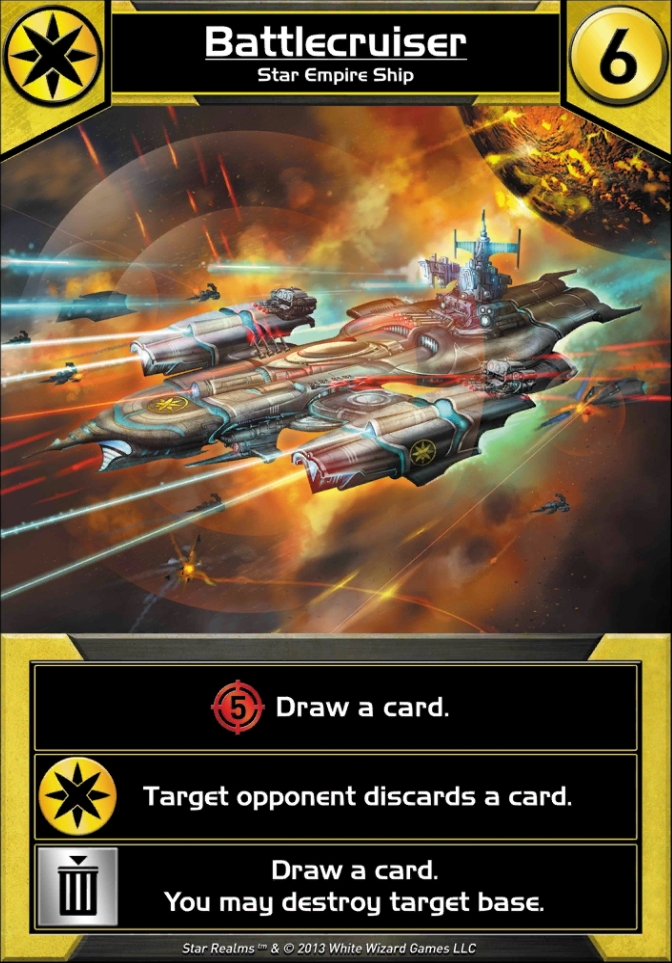 Battlecruiser
Star Empire Ship
6
5 Draw a card.
Target opponent discards a card.
Draw a card.
You may destroy target base.
Star Realms™ & © 2013 White Wizard Games LLC